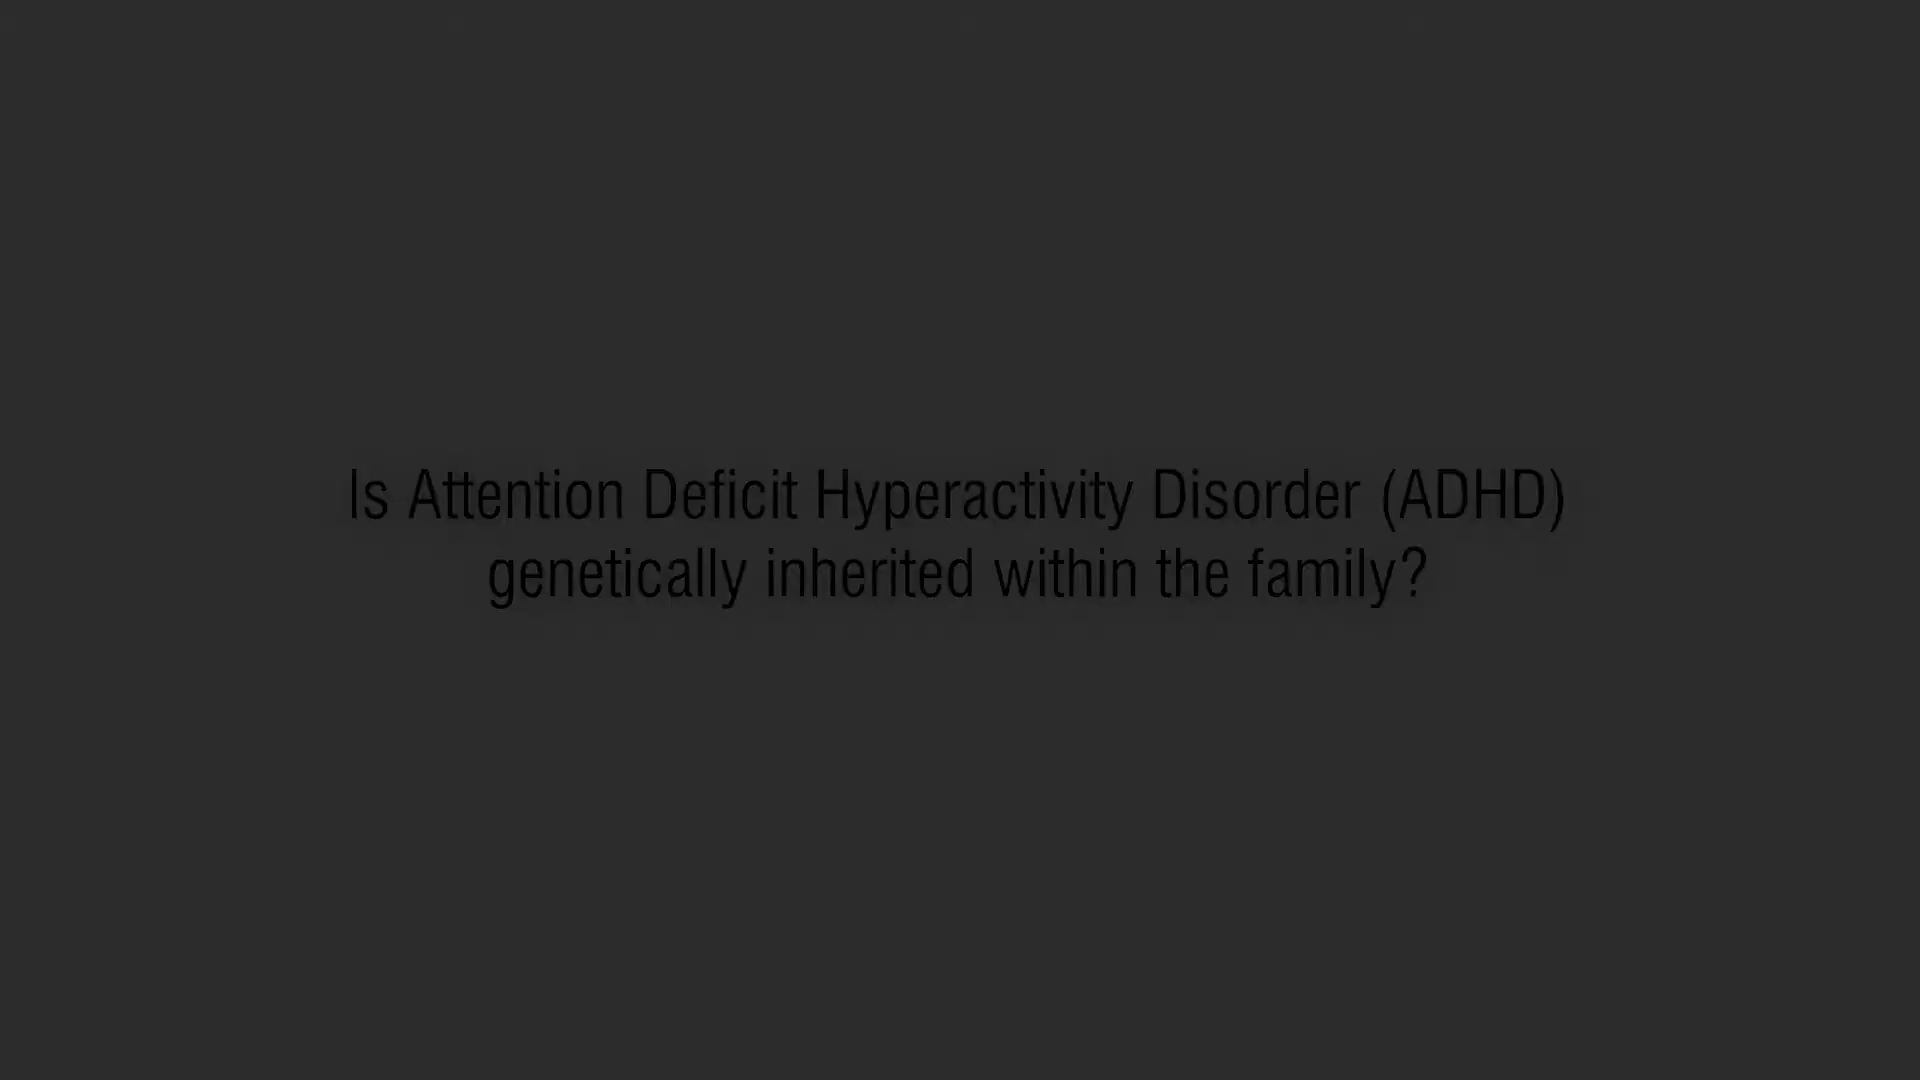 Is Attention Deficit Hyperactivity Disorder (ADHD)
genetically inherited within the family?